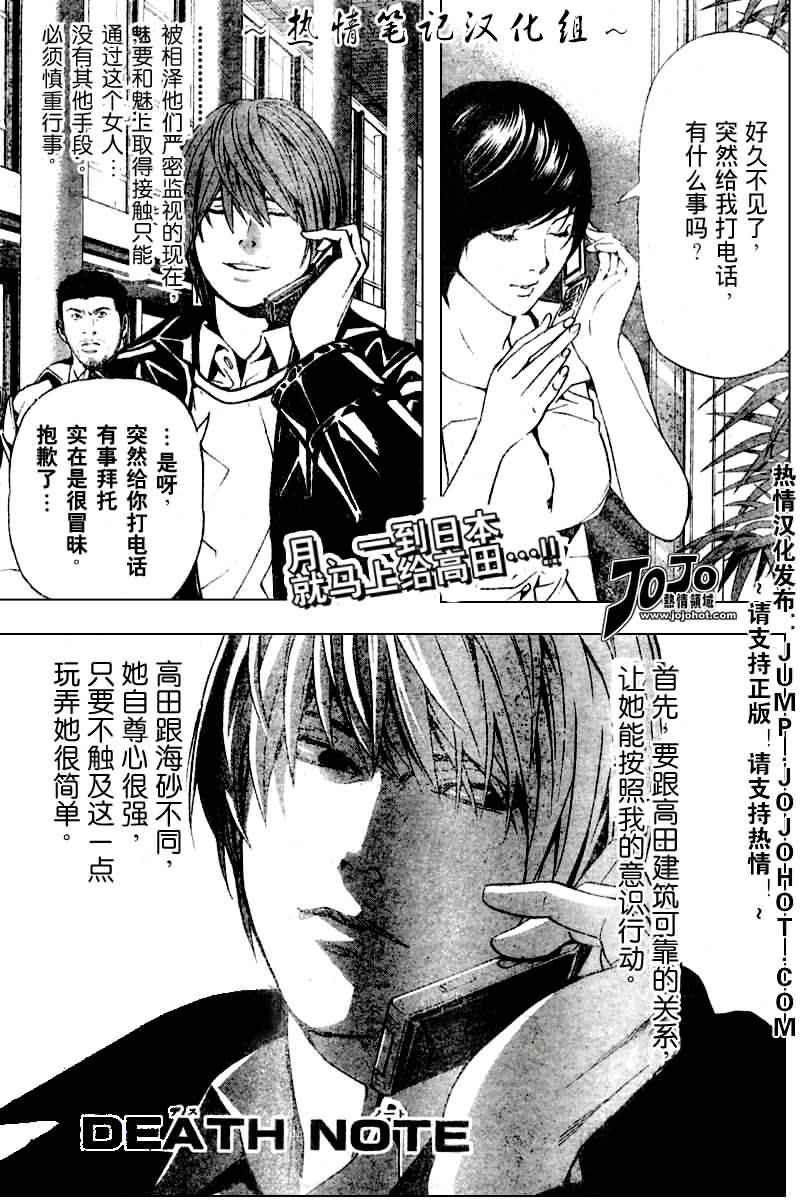 ～热情笔记汉化组～
好久不见了，
突然给我打电话，
有什么事吗？
………
被相泽他们严密监视的现在，
魅要和魅上取得接触只能
通过这个女人…
没有其他手段。
必须慎重行事。
…是呀，
突然给你打电话
有事拜托
实在是很冒昧。
抱歉了…
月、一到日本
就马上给高田…!!
JOJO
熱情領域
www.jojohot.com
热情汉化发布：JUMP.JOJOHOT.COM
～请支持正版！请支持热情！～
首先，要跟高田建筑可靠的关系，
让她能按照我的意识行动。
高田跟海砂不同，
她自尊心很强，
只要不触及这一点
玩弄她很简单。
デス ノート
DEATH NOTE